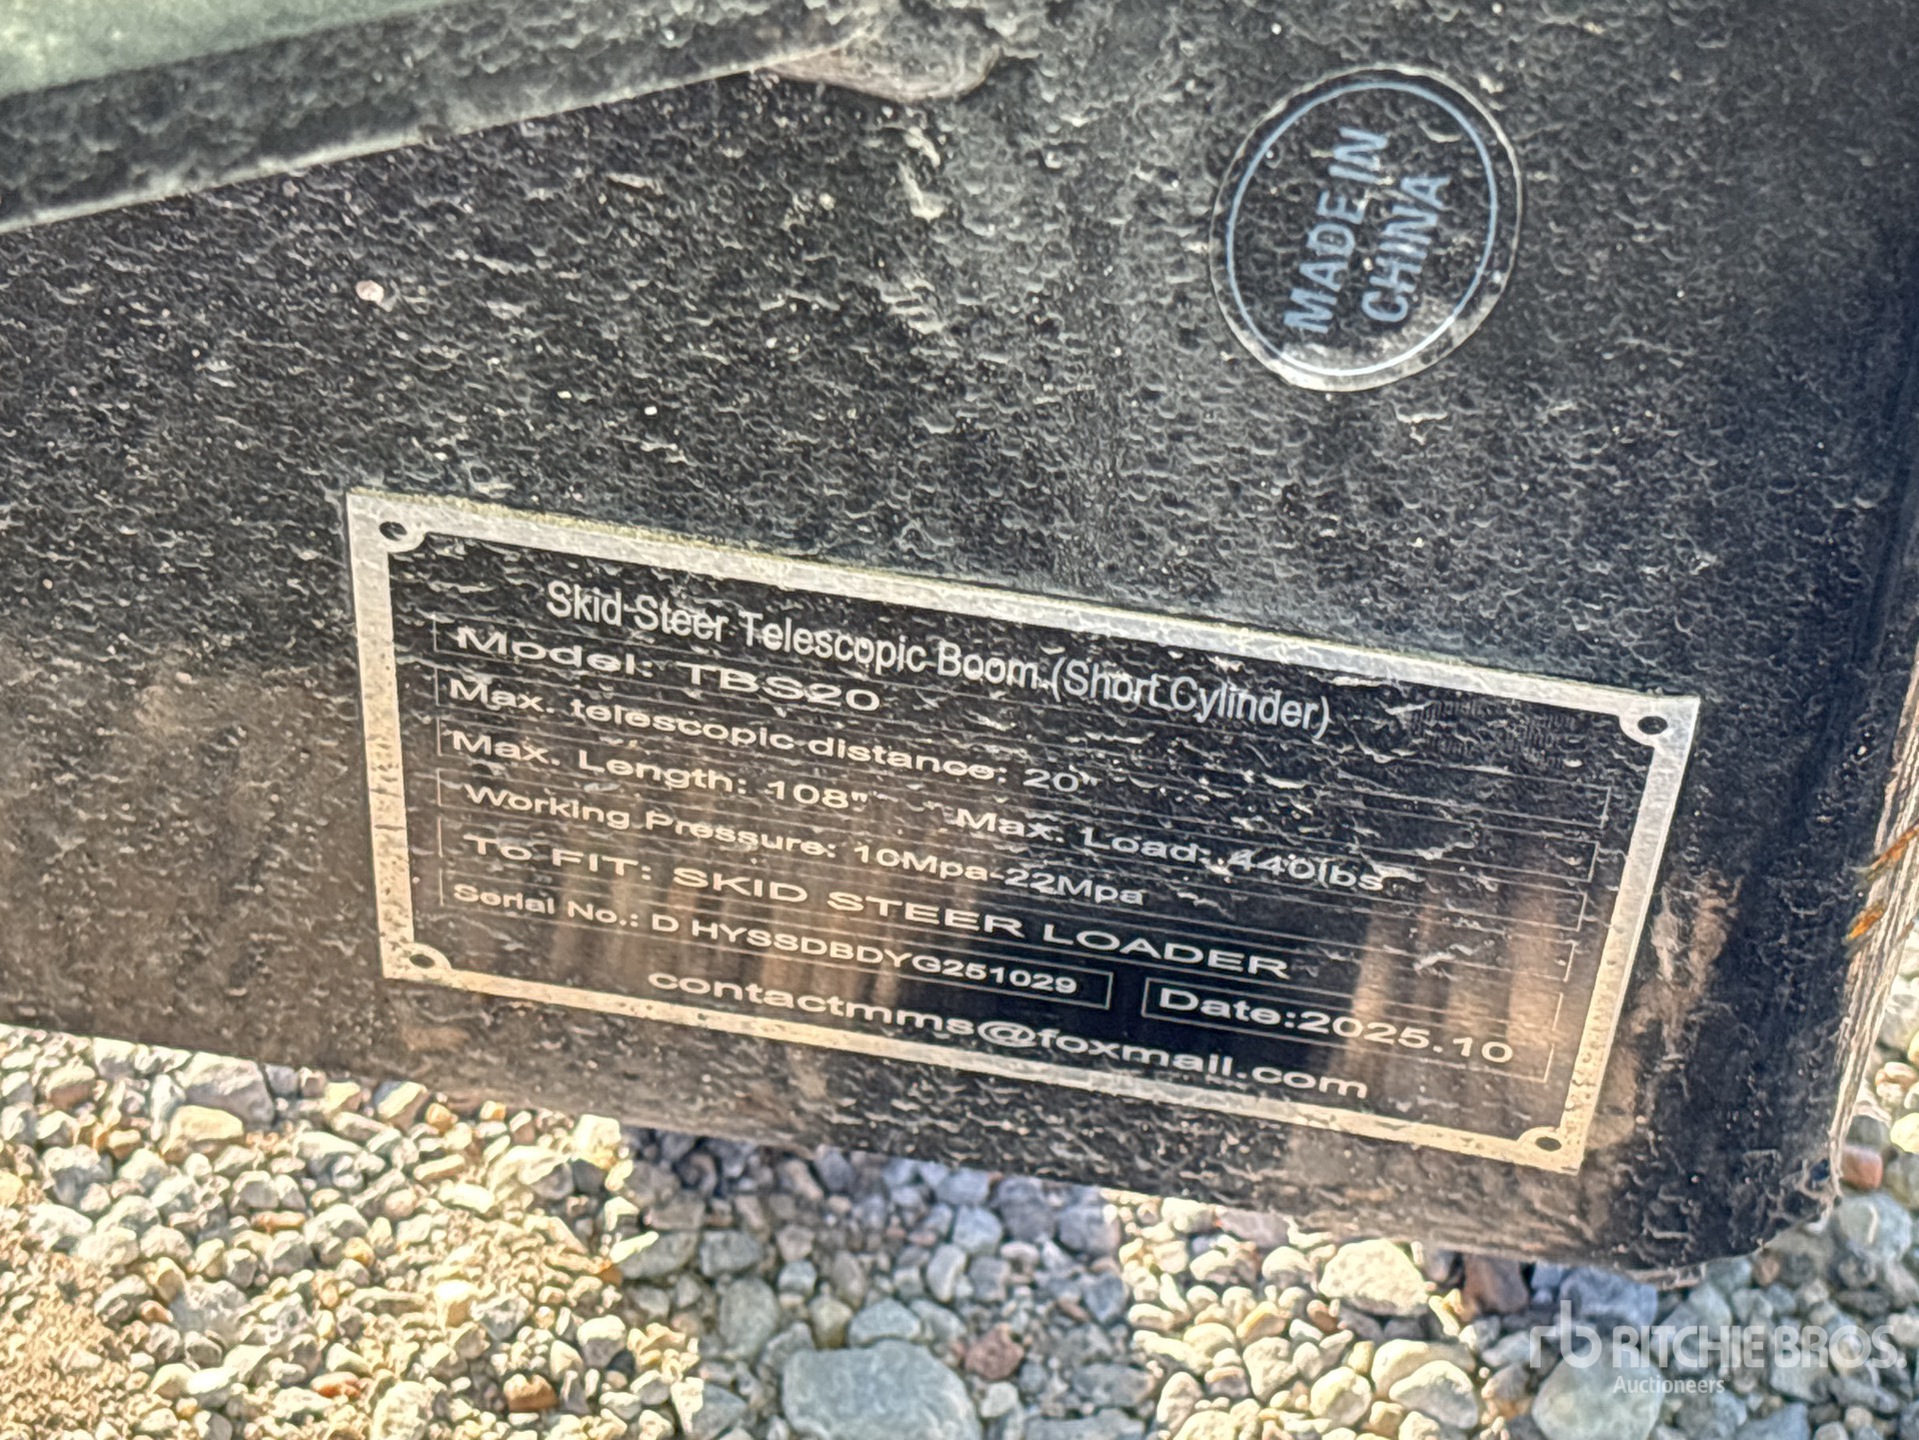 MADE IN
CHINA
Skid Steer Telescopic Boom (Short Cylinder)
Model: TBS20
Max. telescopic distance: 20"
Max. Length: 108" Max. Load: 440lbs
Working Pressure: 10Mpa-22Mpa
To FIT: SKID STEER LOADER
Serial No.: D HYSSDBDYG251029 Date:2025.10
contactmms@foxmail.com
rb RITCHIE BROS.
Auctioneers